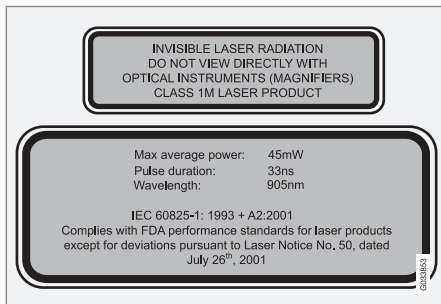 INVISIBLE LASER RADIATION
DO NOT VIEW DIRECTLY WITH
OPTICAL INSTRUMENTS (MAGNIFIERS)
CLASS 1M LASER PRODUCT
Max average power: 45mW
Pulse duration: 33ns
Wavelength: 905nm
IEC 60825-1: 1993 + A2:2001
Complies with FDA performance standards for laser products
except for deviations pursuant to Laser Notice No. 50, dated
July 26th, 2001
G033853